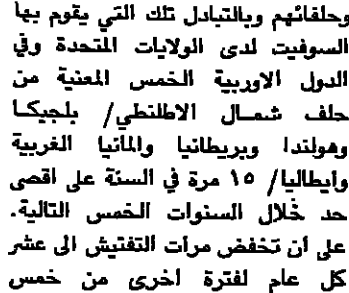 وحلفائهم وبالتبادل تلك التي يقوم بها
السوفيت لدى الولايات المتحدة وفي
الدول الاوربية الخمس المعنية من
حلف شمال الاطلنطي/ بلجيكا
وهولندا وبريطانيا والمانيا الغربية
وايطاليا/ ١٥ مرة في السنة على اقصى
حد خلال السنوات الخمس التالية.
على ان تخفض مرات التفتيش الى عشر
كل عام لفترة اخرى من خمس